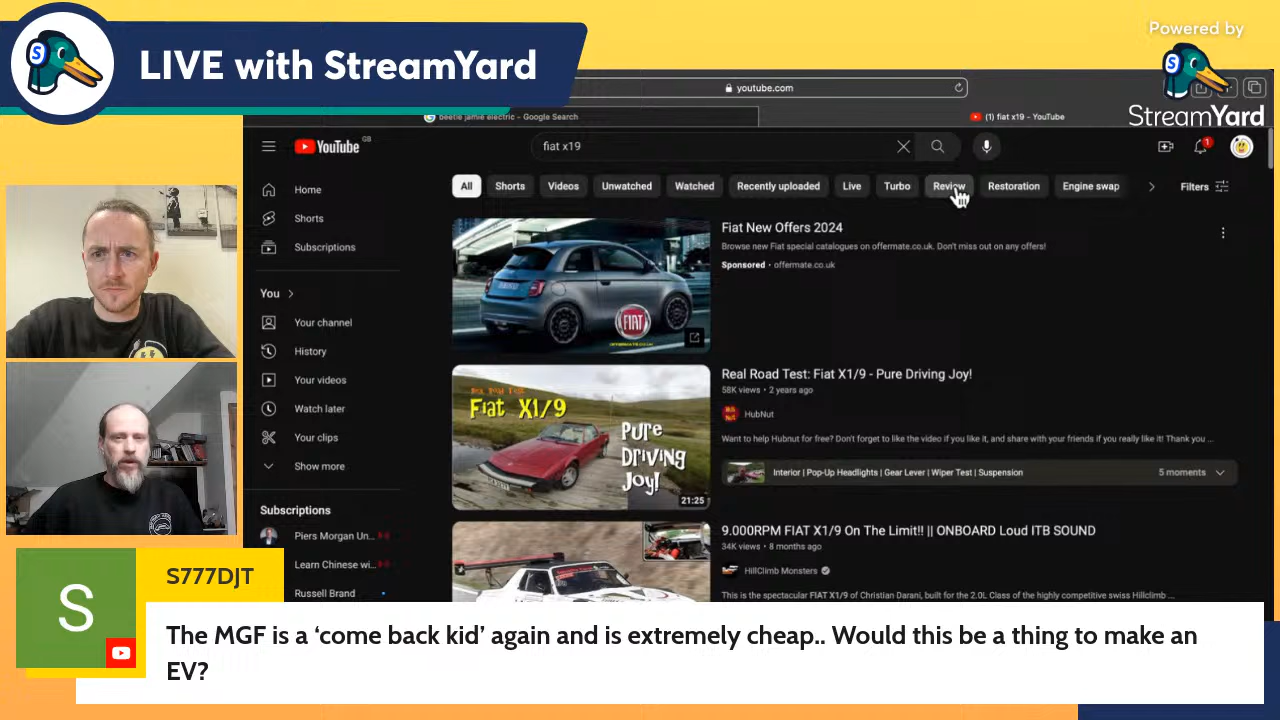 LIVE with StreamYard
Powered by
StreamYard
youtube.com
beetle jamie electric - Google Search
fiat x19 - YouTube
YouTube GB
fiat x19
1
All
Shorts
Videos
Unwatched
Watched
Recently uploaded
Live
Turbo
Review
Restoration
Engine swap
Filters
Home
Shorts
Subscriptions
You
Your channel
History
Your videos
Watch later
Your clips
Show more
Subscriptions
Piers Morgan Un...
Learn Chinese wi...
Russell Brand
FIAT
Fiat New Offers 2024
Browse new Fiat special catalogues on offermate.co.uk. Don't miss out on any offers!
Sponsored · offermate.co.uk
Fiat X1/9
Pure
Driving
Joy!
21:25
Real Road Test: Fiat X1/9 - Pure Driving Joy!
58K views • 2 years ago
HubNut
Want to help Hubnut for free? Don't forget to like the video if you like it, and share with your friends if you really like it! Thank you ...
Interior | Pop-Up Headlights | Gear Lever | Wiper Test | Suspension
5 moments
9.000RPM FIAT X1/9 On The Limit!! || ONBOARD Loud ITB SOUND
34K views • 8 months ago
HillClimb Monsters
This is the spectacular FIAT X1/9 of Christian Darani, built for the 2.0L Class of the highly competitive swiss Hillclimb ...
S
S777DJT
The MGF is a ‘come back kid’ again and is extremely cheap.. Would this be a thing to make an
EV?